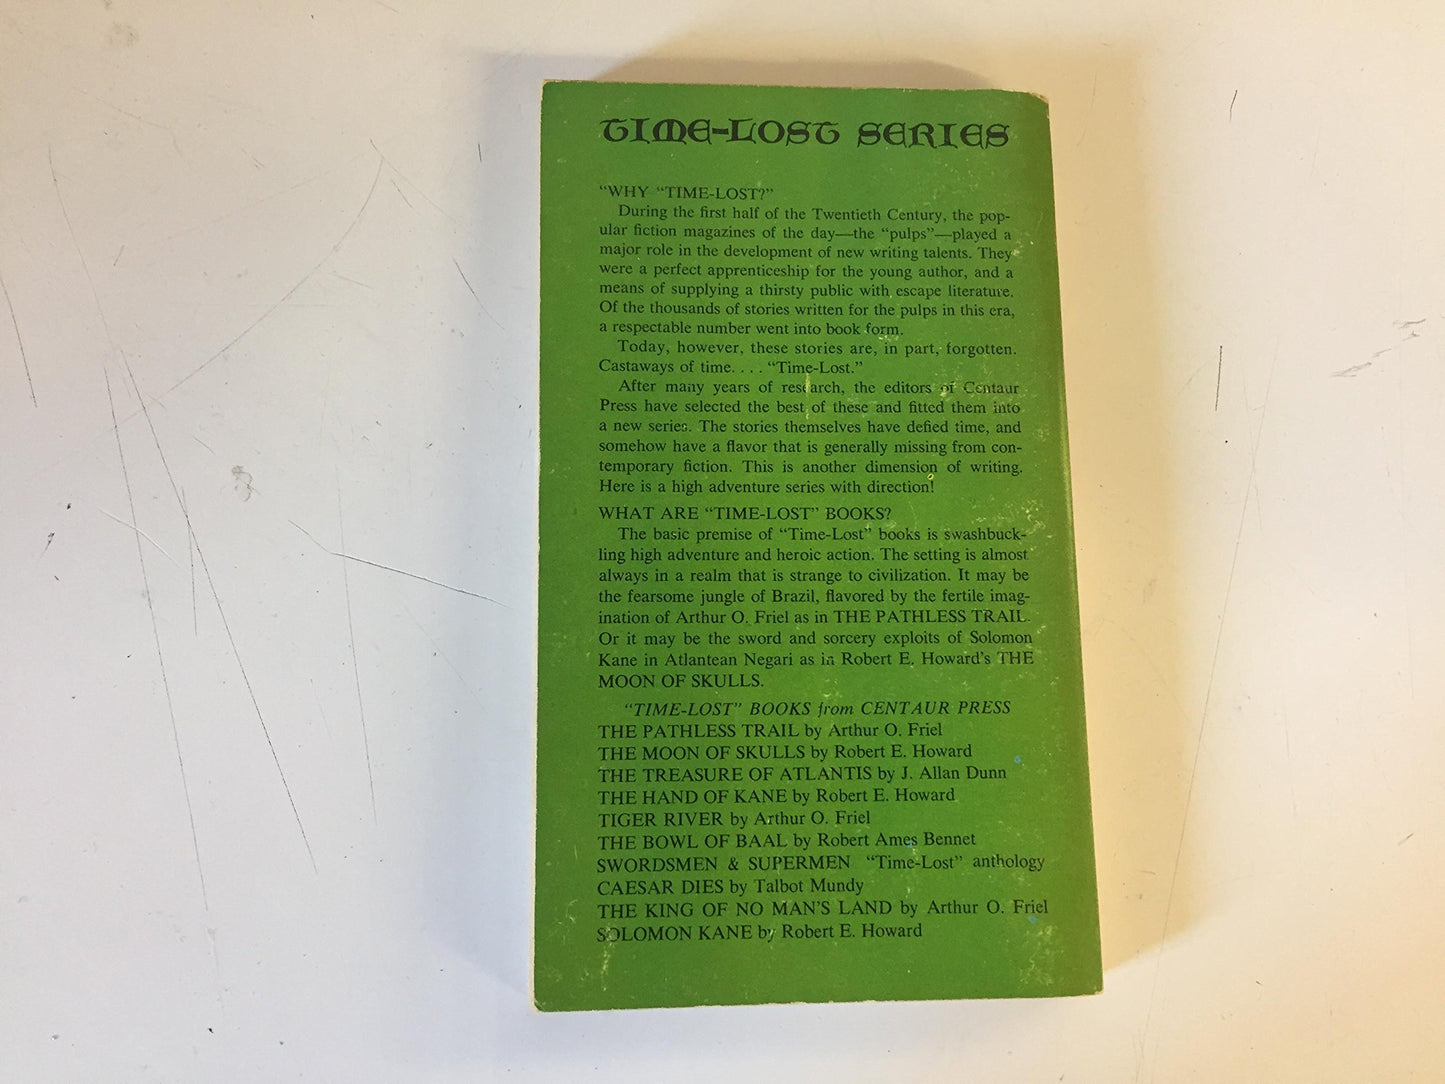 TIME-LOST SERIES
"WHY "TIME-LOST?"
During the first half of the Twentieth Century, the pop-
ular fiction magazines of the day—the "pulps"—played a
major role in the development of new writing talents. They
were a perfect apprenticeship for the young author, and a
means of supplying a thirsty public with escape literature.
Of the thousands of stories written for the pulps in this era,
a respectable number went into book form.
Today, however, these stories are, in part, forgotten.
Castaways of time. . . . "Time-Lost."
After many years of research, the editors of Centaur
Press have selected the best of these and fitted them into
a new series. The stories themselves have defied time, and
somehow have a flavor that is generally missing from con-
temporary fiction. This is another dimension of writing.
Here is a high adventure series with direction!
WHAT ARE "TIME-LOST" BOOKS?
The basic premise of "Time-Lost" books is swashbuck-
ling high adventure and heroic action. The setting is almost
always in a realm that is strange to civilization. It may be
the fearsome jungle of Brazil, flavored by the fertile imag-
ination of Arthur O. Friel as in THE PATHLESS TRAIL.
Or it may be the sword and sorcery exploits of Solomon
Kane in Atlantean Negari as in Robert E. Howard's THE
MOON OF SKULLS.
"TIME-LOST" BOOKS from CENTAUR PRESS
THE PATHLESS TRAIL by Arthur O. Friel
THE MOON OF SKULLS by Robert E. Howard
THE TREASURE OF ATLANTIS by J. Allan Dunn
THE HAND OF KANE by Robert E. Howard
TIGER RIVER by Arthur O. Friel
THE BOWL OF BAAL by Robert Ames Bennet
SWORDSMEN & SUPERMEN "Time-Lost" anthology
CAESAR DIES by Talbot Mundy
THE KING OF NO MAN'S LAND by Arthur O. Friel
SOLOMON KANE by Robert E. Howard